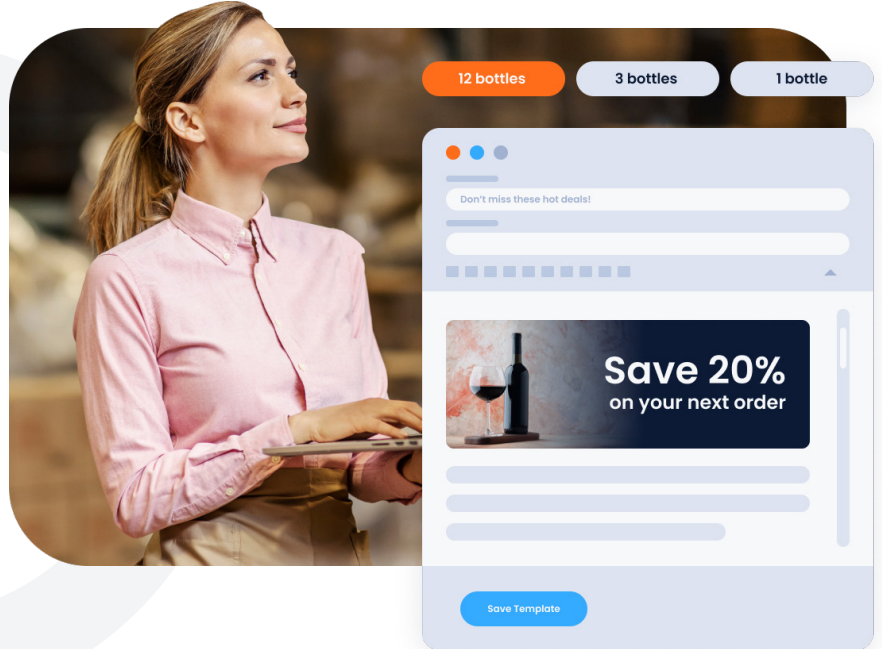 12 bottles
3 bottles
1 bottle
Don't miss these hot deals!
Save 20%
on your next order
Save Template